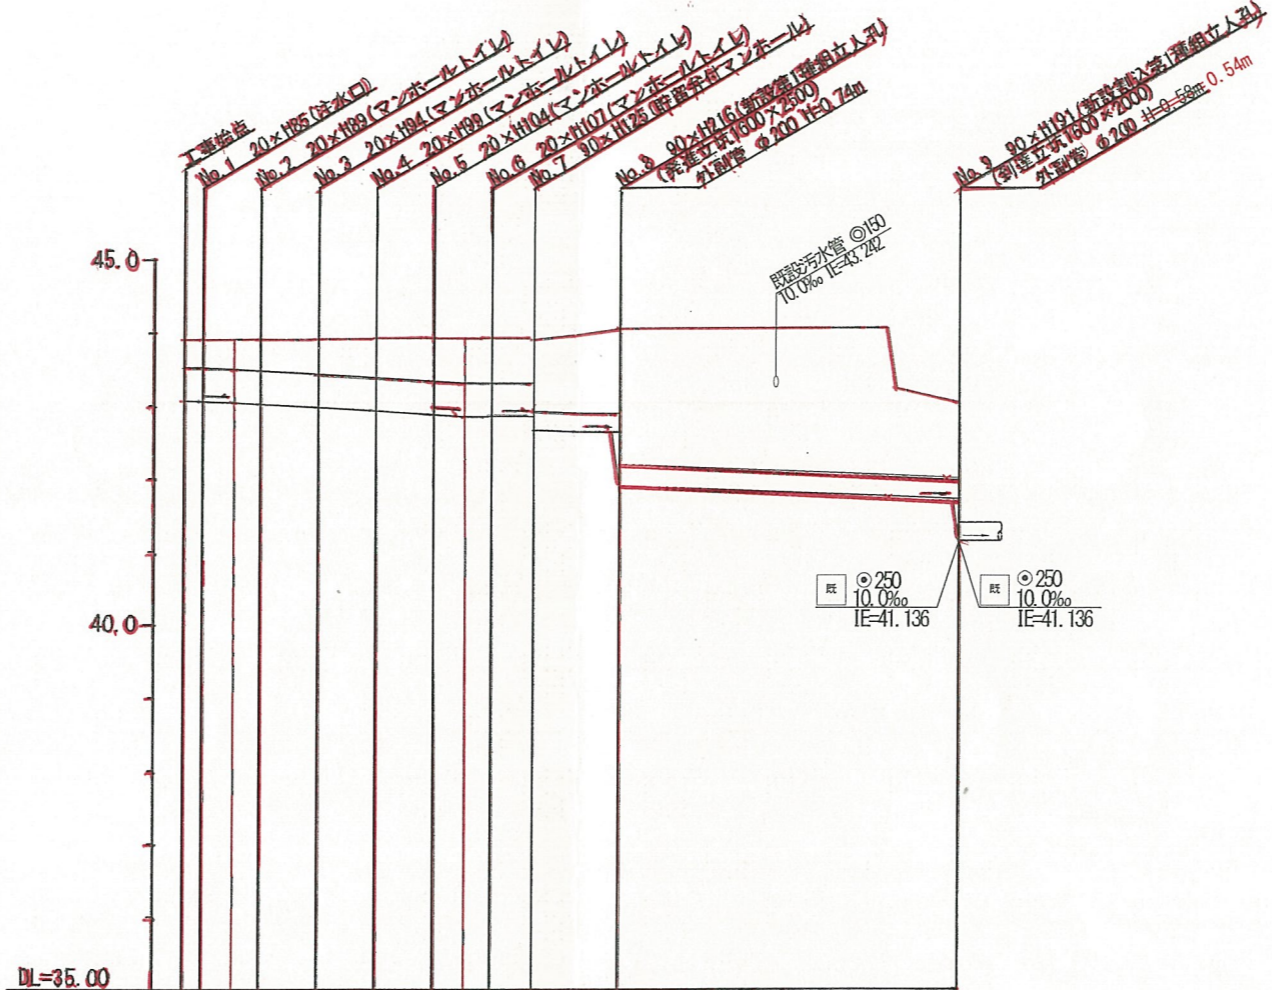 工事始点
No.1 20×H85(注水口)
No.2 20×H89(マンホールトイレ)
No.3 20×H94(マンホールトイレ)
No.4 20×H99(マンホールトイレ)
No.5 20×H104(マンホールトイレ)
No.6 20×H107(マンホールトイレ)
No.7 90×H125(貯留弁付マンホール)
No.8 90×H216(新設塩1種組立人孔)
(発進立坑1600×2500)
外副管 φ200 H=0.74m
No.9 90×H191(新設割込塩1種組立人孔)
(到達立坑1600×2000)
外副管 φ200 H=0.58m 0.54m
45.0
既設汚水管 ◎150
10.0‰ IE=43.242
40.0
既 ◎250
10.0‰
IE=41.136
既 ◎250
10.0‰
IE=41.136
DL=35.00